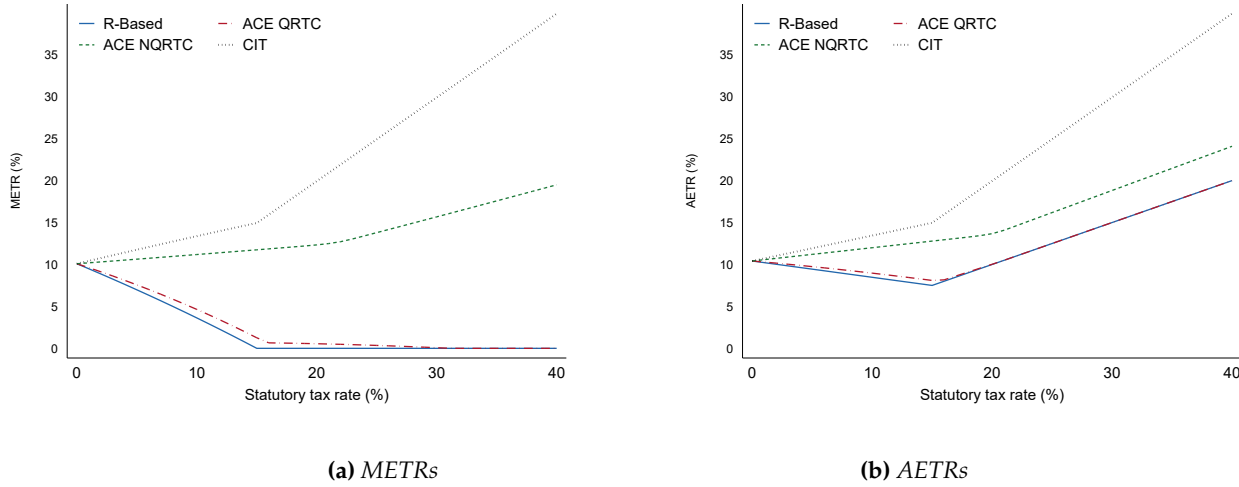 R-Based
ACE QRTC
ACE NQRTC
CIT
35
30
25
20
15
10
5
0
METR (%)
0 10 20 30 40
Statutory tax rate (%)
(a) METRs
R-Based
ACE QRTC
ACE NQRTC
CIT
35
30
25
20
15
10
5
0
AETR (%)
0 10 20 30 40
Statutory tax rate (%)
(b) AETRs